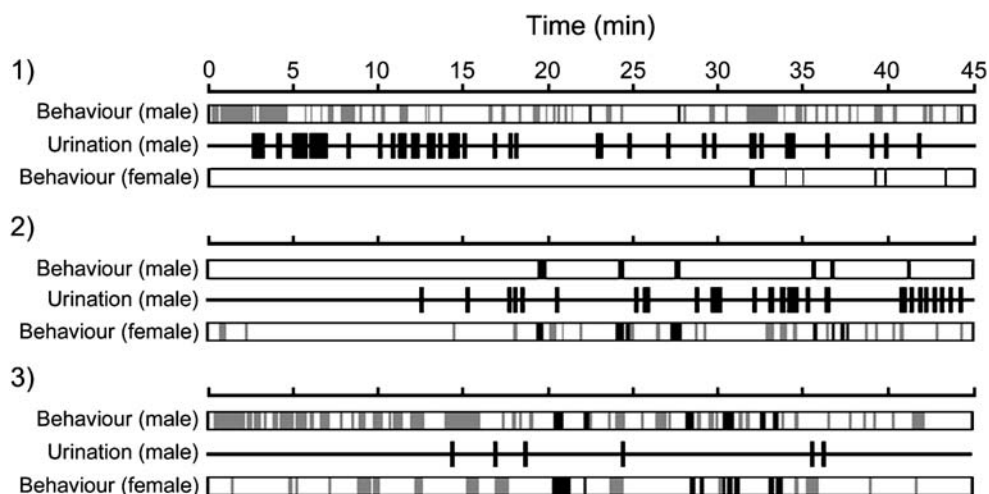 Time (min)
1)
0 5 10 15 20 25 30 35 40 45
Behaviour (male)
Urination (male)
Behaviour (female)
2)
Behaviour (male)
Urination (male)
Behaviour (female)
3)
Behaviour (male)
Urination (male)
Behaviour (female)